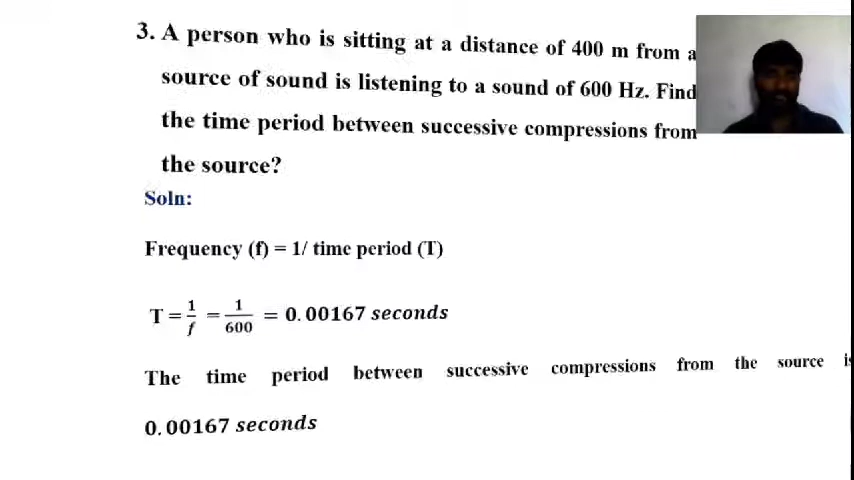 3. A person who is sitting at a distance of 400 m from a
source of sound is listening to a sound of 600 Hz. Find
the time period between successive compressions from
the source?
Soln:
Frequency (f) = 1/ time period (T)
T = 1/f = 1/600 = 0.00167 seconds
The time period between successive compressions from the source is
0.00167 seconds